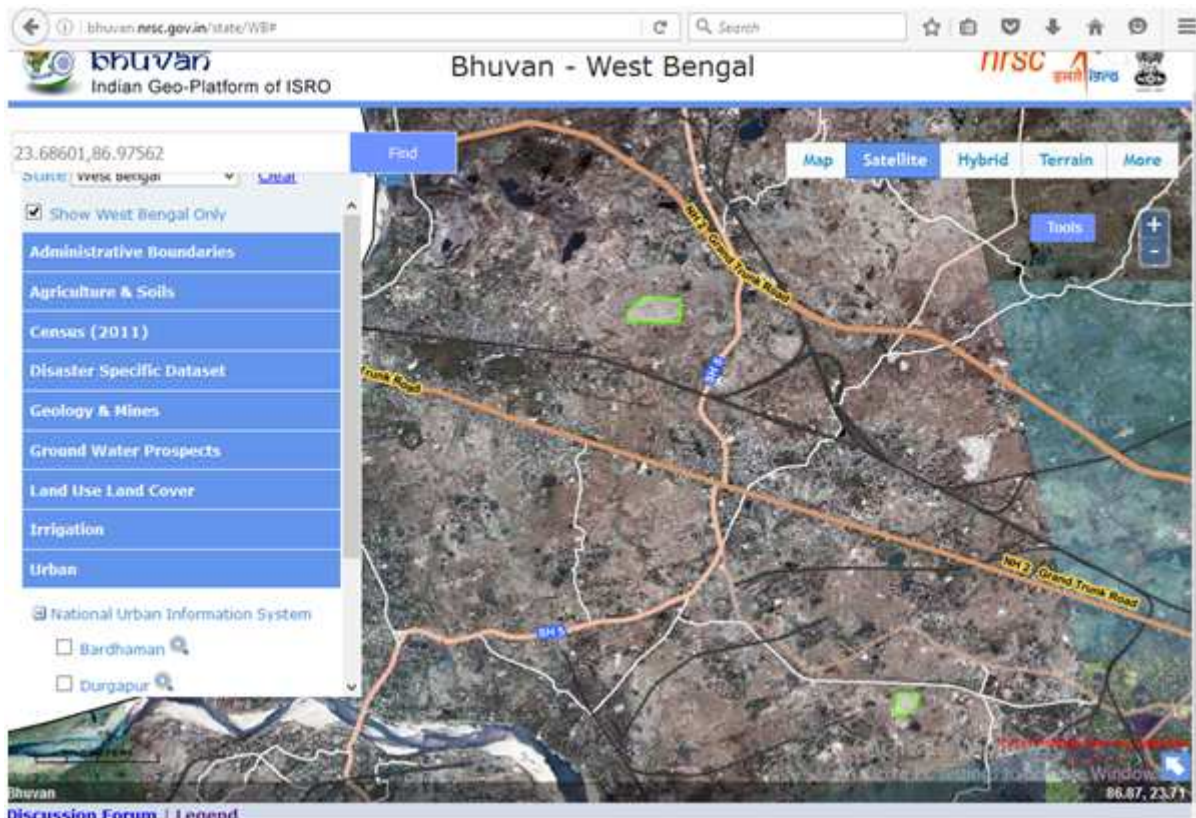 bhuvan.nrsc.gov.in/state/WB#
Search
bhuvan
Indian Geo-Platform of ISRO
Bhuvan - West Bengal
nrsc
23.68601,86.97562
Find
Map
Satellite
Hybrid
Terrain
More
State West Bengal
Clear
Show West Bengal Only
Tools
+
-
Administrative Boundaries
Agriculture & Soils
Census (2011)
Disaster Specific Dataset
Geology & Mines
Ground Water Prospects
Land Use Land Cover
Irrigation
Urban
National Urban Information System
Bardhaman
Durgapur
NH 2 - Grand Trunk Road
SH 5
Trunk Road
NH 2 - Grand Trunk Road
SH 5
Bhuvan
86.87, 23.71
Discussion Forum | Legend